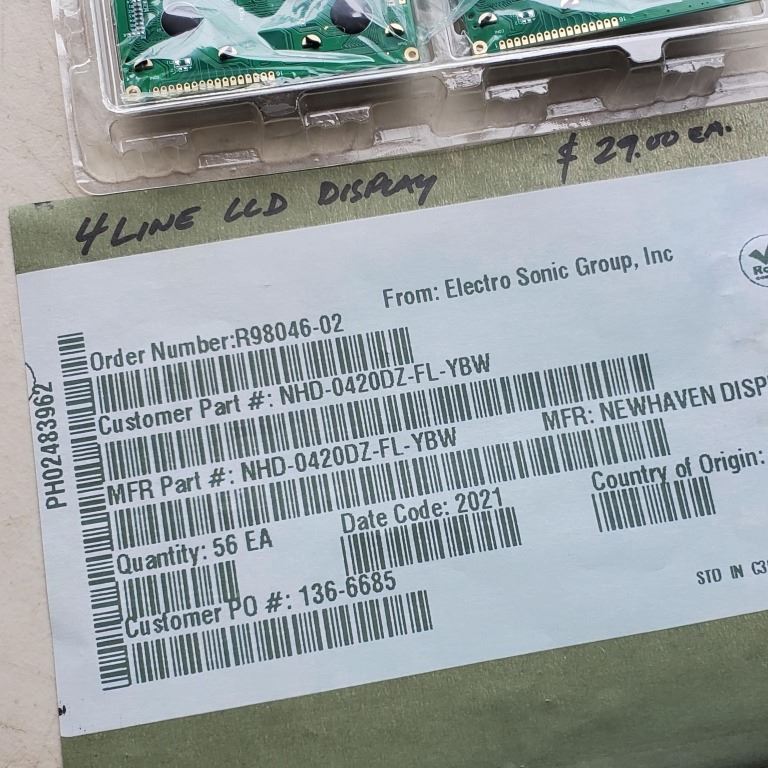 $ 29.00 EA.
4 LINE LCD DISPLAY
From: Electro Sonic Group, Inc
Order Number:R98046-02
Customer Part #: NHD-0420DZ-FL-YBW
MFR Part #: NHD-0420DZ-FL-YBW
MFR: NEWHAVEN DISP
Quantity: 56 EA
Date Code: 2021
Country of Origin:
Customer PO #: 136-6685
STD IN
PH02483962